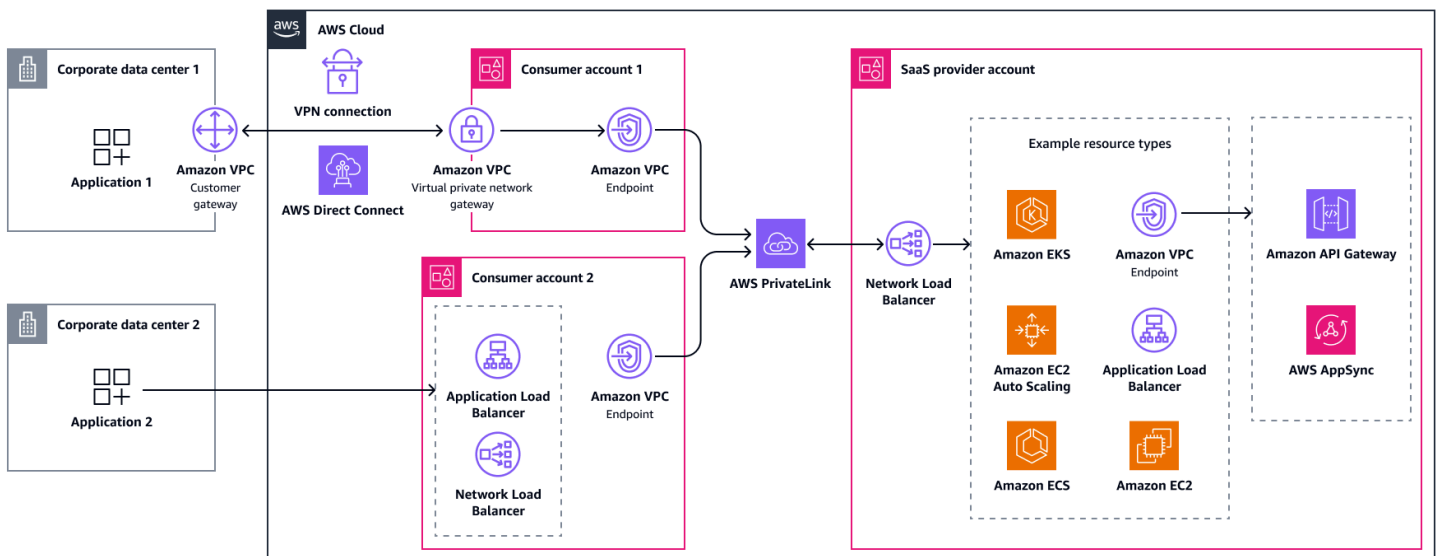 aws
AWS Cloud
Corporate data center 1
Application 1
Amazon VPC
Customer
gateway
VPN connection
AWS Direct Connect
Consumer account 1
Amazon VPC
Virtual private network
gateway
Amazon VPC
Endpoint
Corporate data center 2
Application 2
Consumer account 2
Application Load
Balancer
Network Load
Balancer
Amazon VPC
Endpoint
AWS PrivateLink
SaaS provider account
Network Load
Balancer
Example resource types
K
Amazon EKS
Amazon VPC
Endpoint
Amazon EC2
Auto Scaling
Application Load
Balancer
Amazon ECS
Amazon EC2
</>
Amazon API Gateway
AWS AppSync